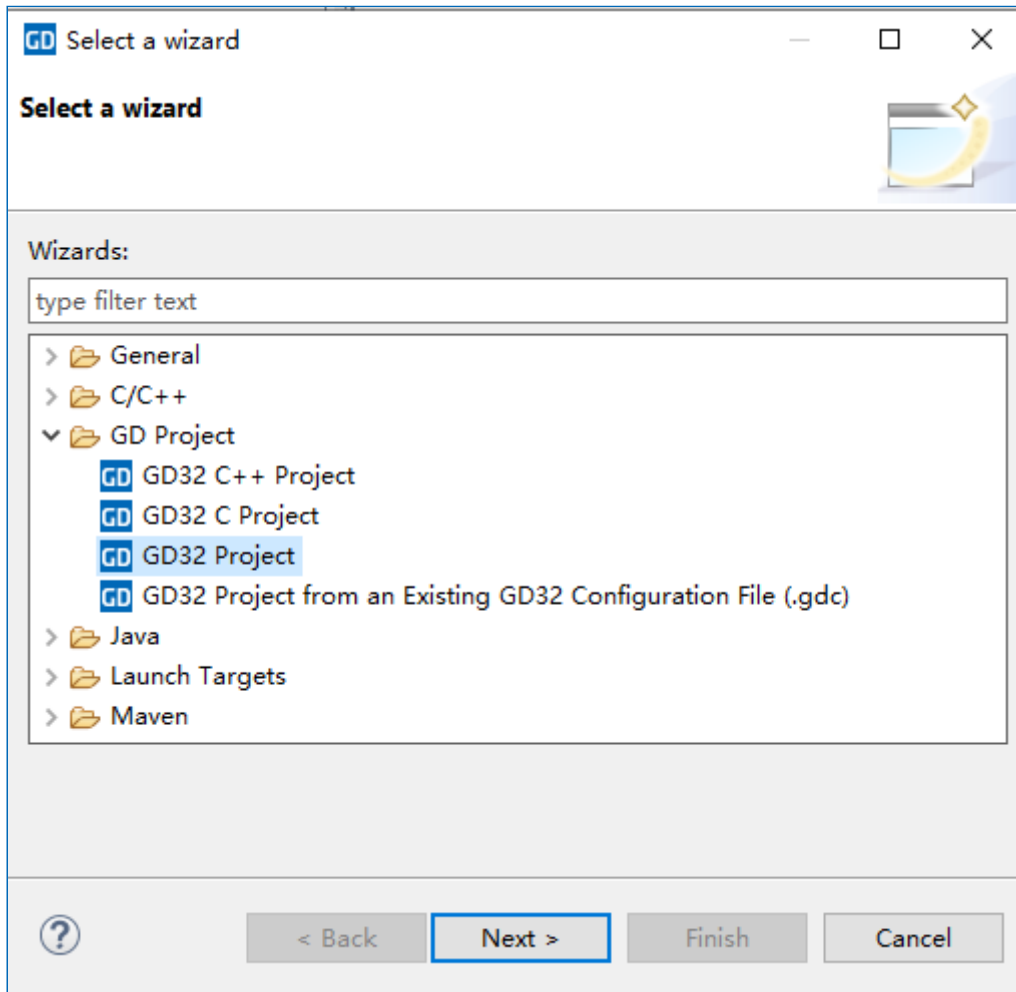 GD Select a wizard
Select a wizard
Wizards:
type filter text
General
C/C++
GD Project
GD GD32 C++ Project
GD GD32 C Project
GD GD32 Project
GD GD32 Project from an Existing GD32 Configuration File (.gdc)
Java
Launch Targets
Maven
? < Back Next > Finish Cancel